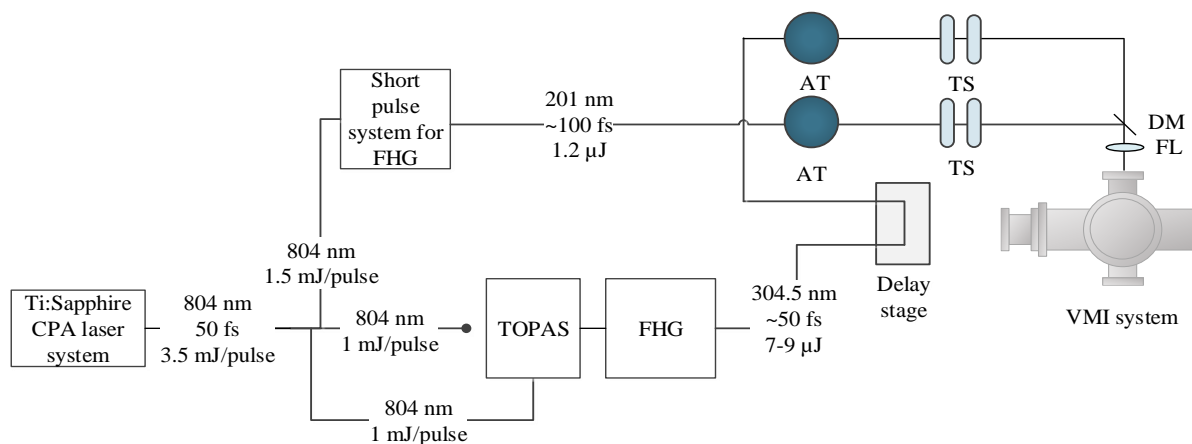 Short
pulse
system for
FHG
201 nm
~100 fs
1.2 µJ
AT
TS
AT
TS
DM
FL
804 nm
1.5 mJ/pulse
Ti:Sapphire
CPA laser
system
804 nm
50 fs
3.5 mJ/pulse
804 nm
1 mJ/pulse
804 nm
1 mJ/pulse
TOPAS
FHG
304.5 nm
~50 fs
7-9 µJ
Delay
stage
VMI system